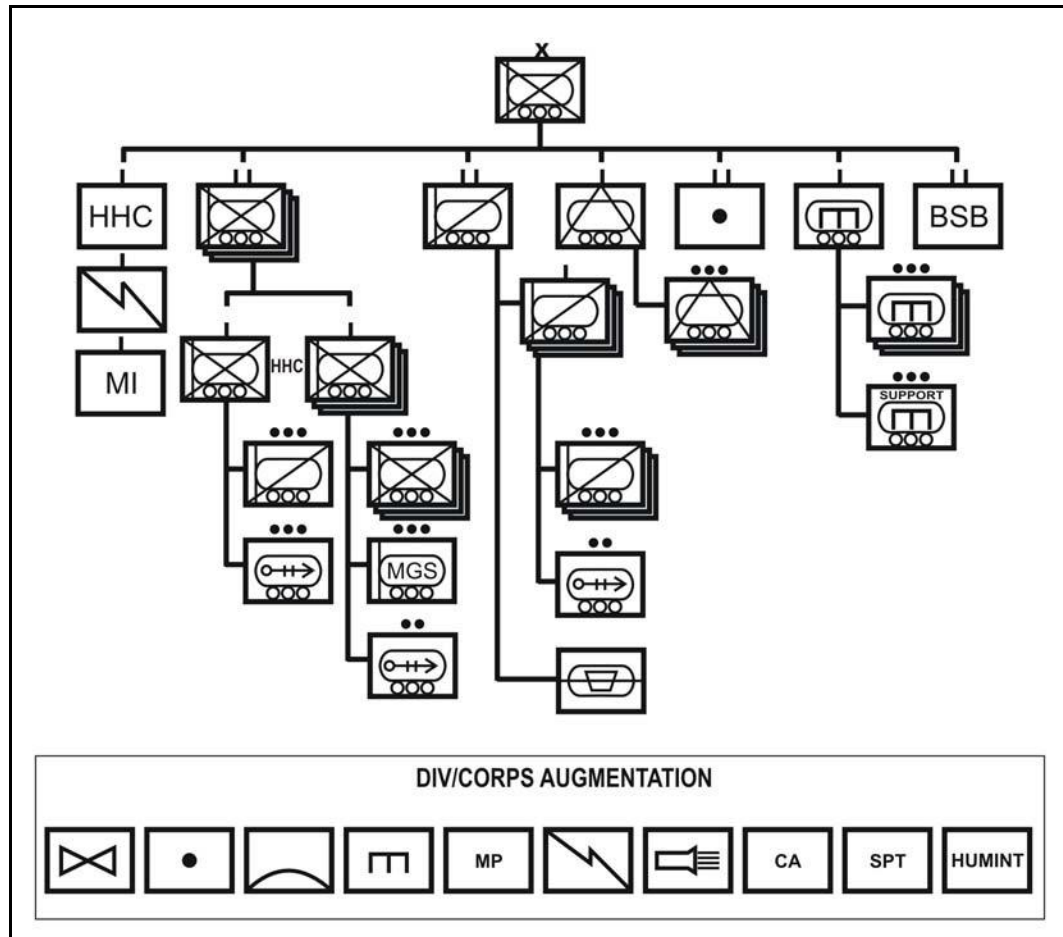 X
HHC
BSB
MI
HHC
SUPPORT
MGS
DIV/CORPS AUGMENTATION
MP
CA
SPT
HUMINT